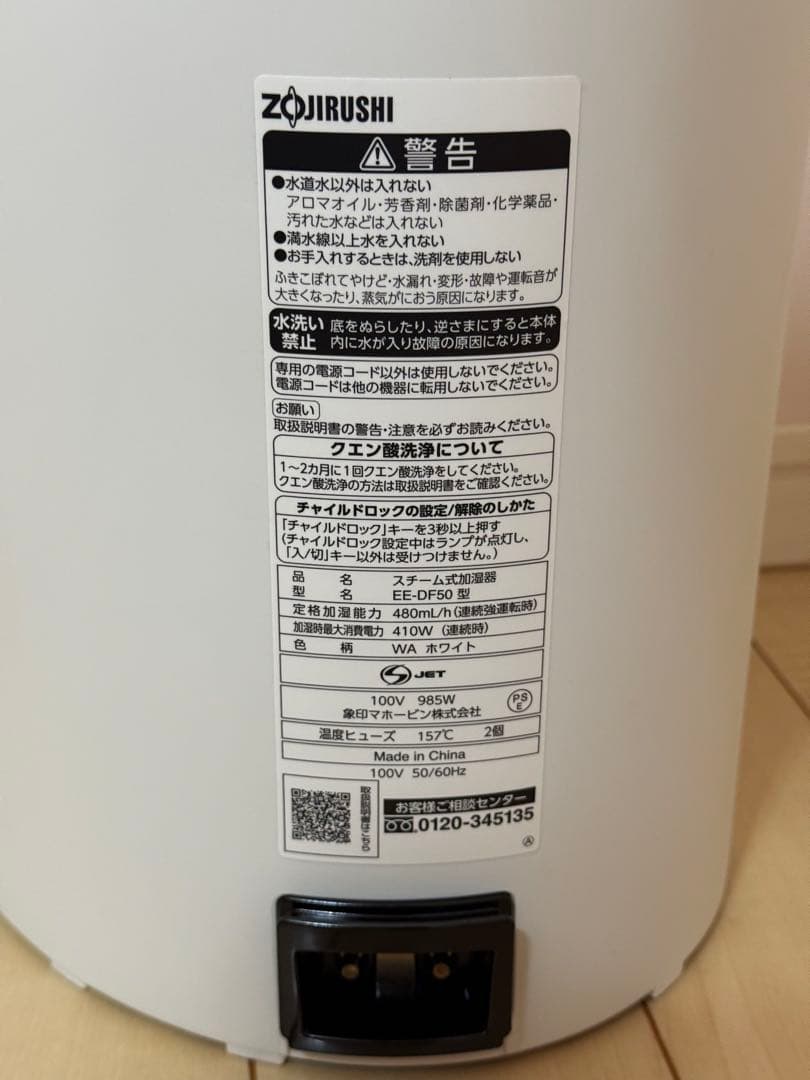 ZOJIRUSHI
警告
●水道水以外は入れない
アロマオイル・芳香剤・除菌剤・化学薬品・
汚れた水などは入れない
●満水線以上水を入れない
●お手入れするときは、洗剤を使用しない
ふきこぼれてやけど・水漏れ・変形・故障や運転音が
大きくなったり、蒸気がにおう原因になります。
水洗い禁止
底をぬらしたり、逆さまにすると本体
内に水が入り故障の原因になります。
専用の電源コード以外は使用しないでください。
電源コードは他の機器に転用しないでください。
お願い
取扱説明書の警告・注意を必ずお読みください。
クエン酸洗浄について
1～2カ月に1回クエン酸洗浄をしてください。
クエン酸洗浄の方法は取扱説明書をご確認ください。
チャイルドロックの設定/解除のしかた
「チャイルドロック」キーを3秒以上押す
(チャイルドロック設定中はランプが点灯し、
「入/切」キー以外は受けつけません。)
品名 スチーム式加湿器
型名 EE-DF50 型
定格加湿能力 480mL/h(連続強運転時)
加湿時最大消費電力 410W (連続時)
色柄 WA ホワイト
S JET
100V 985W
象印マホービン株式会社
PS E
温度ヒューズ 157℃ 2個
Made in China
100V 50/60Hz
取扱説明書はこちら
お客様ご相談センター
0120-345135
A